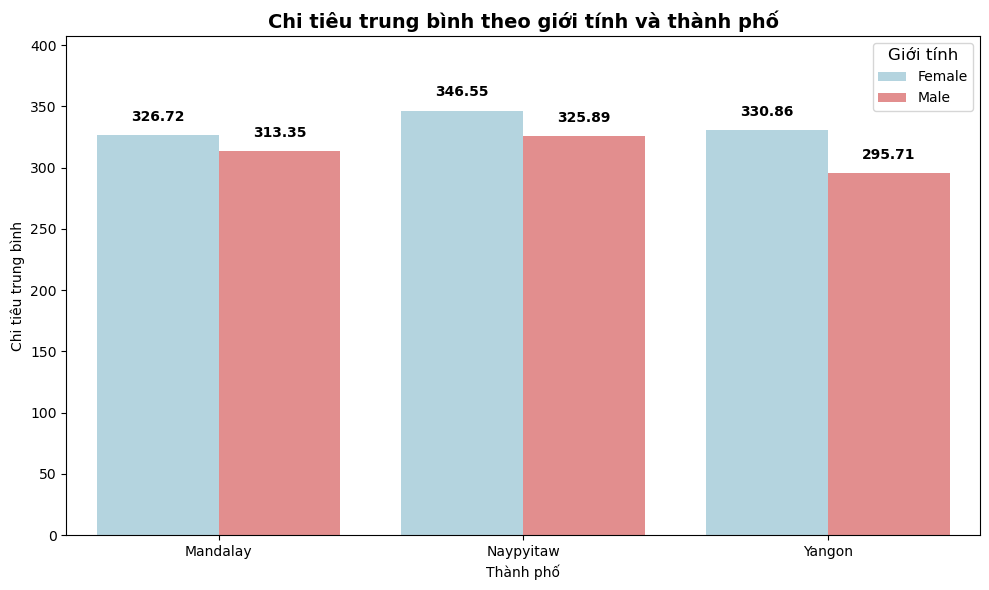 Chi tiêu trung bình theo giới tính và thành phố
Chi tiêu trung bình
400
350
300
250
200
150
100
50
0
326.72
313.35
346.55
325.89
330.86
295.71
Giới tính
Female
Male
Mandalay
Naypyitaw
Yangon
Thành phố